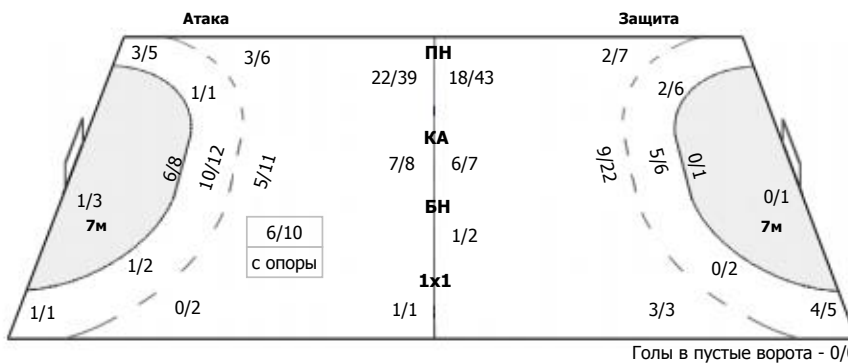 Атака Защита
3/5 3/6 ПН 2/7
22/39 18/43
1/1 2/6
КА
6/8 10/12 5/11 7/8 6/7 9/22 5/6 0/1
1/3 0/1
7м БН 7м
6/10 1/2
с опоры
1/2 0/2
1х1
1/1 0/2 1/1 3/3 4/5
Голы в пустые ворота - 0/0